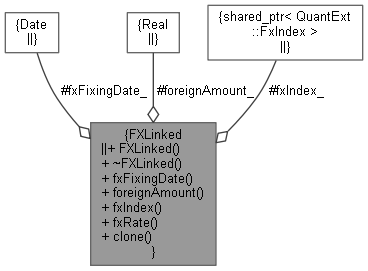 {Date
||}
{Real
||}
{shared_ptr< QuantExt
::FxIndex >
||}
#fxFixingDate_
#foreignAmount_
#fxIndex_
{FXLinked
||+ FXLinked()
+ ~FXLinked()
+ fxFixingDate()
+ foreignAmount()
+ fxIndex()
+ fxRate()
+ clone()
}